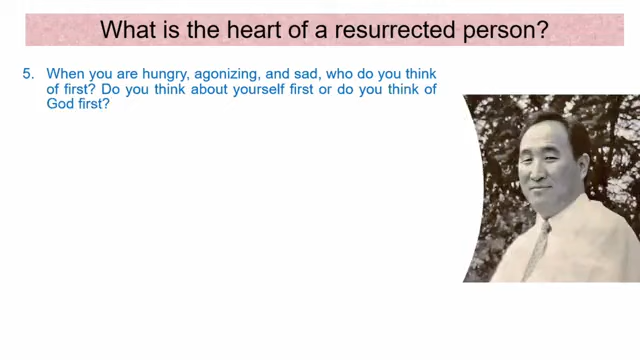 What is the heart of a resurrected person?
5. When you are hungry, agonizing, and sad, who do you think
of first? Do you think about yourself first or do you think of
God first?